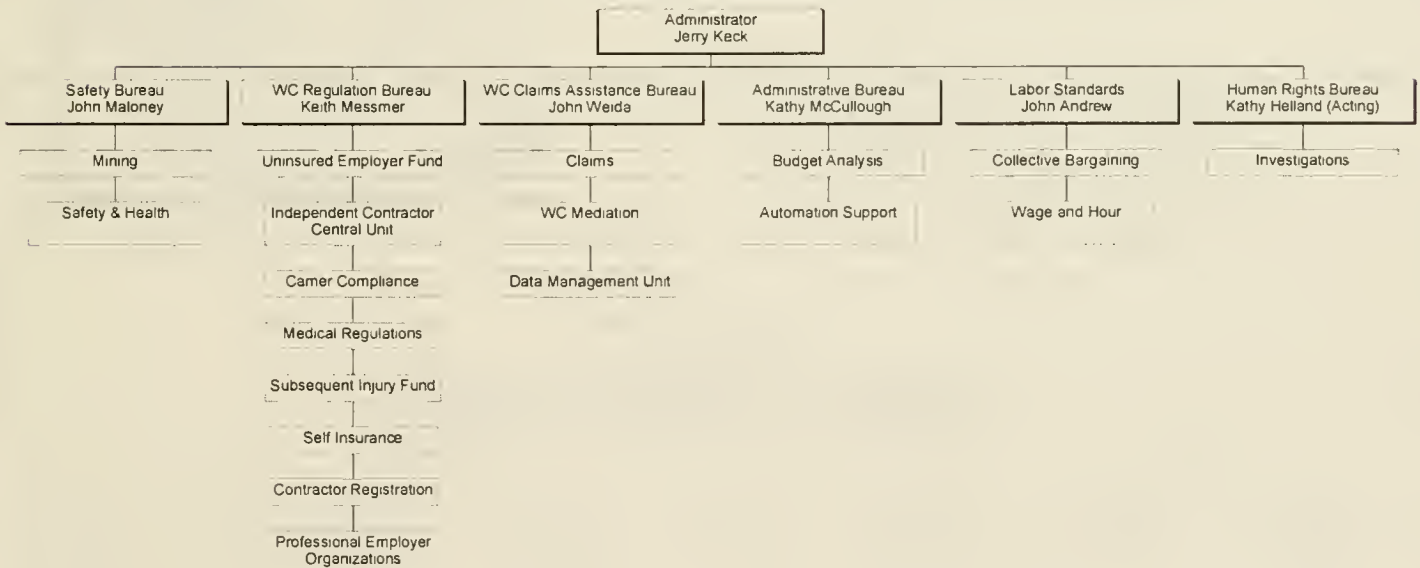 Administrator
Jerry Keck
Safety Bureau
John Maloney
WC Regulation Bureau
Keith Messmer
WC Claims Assistance Bureau
John Weida
Administrative Bureau
Kathy McCullough
Labor Standards
John Andrew
Human Rights Bureau
Kathy Helland (Acting)
Mining
Safety & Health
Uninsured Employer Fund
Independent Contractor
Central Unit
Carrier Compliance
Medical Regulations
Subsequent Injury Fund
Self Insurance
Contractor Registration
Professional Employer
Organizations
Claims
WC Mediation
Data Management Unit
Budget Analysis
Automation Support
Collective Bargaining
Wage and Hour
Investigations